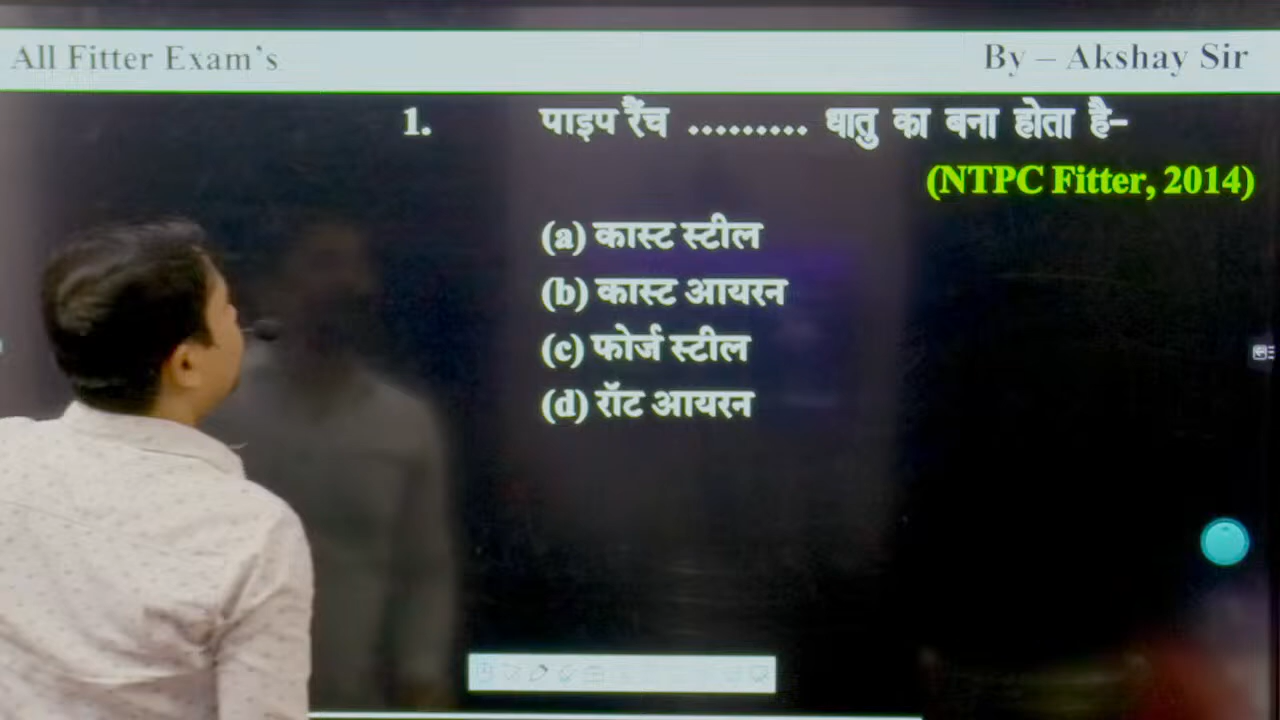 All Fitter Exam's
By – Akshay Sir
1. पाइप रैंच ......... धातु का बना होता है-
(NTPC Fitter, 2014)
(a) कास्ट स्टील
(b) कास्ट आयरन
(c) फोर्ज स्टील
(d) रॉट आयरन